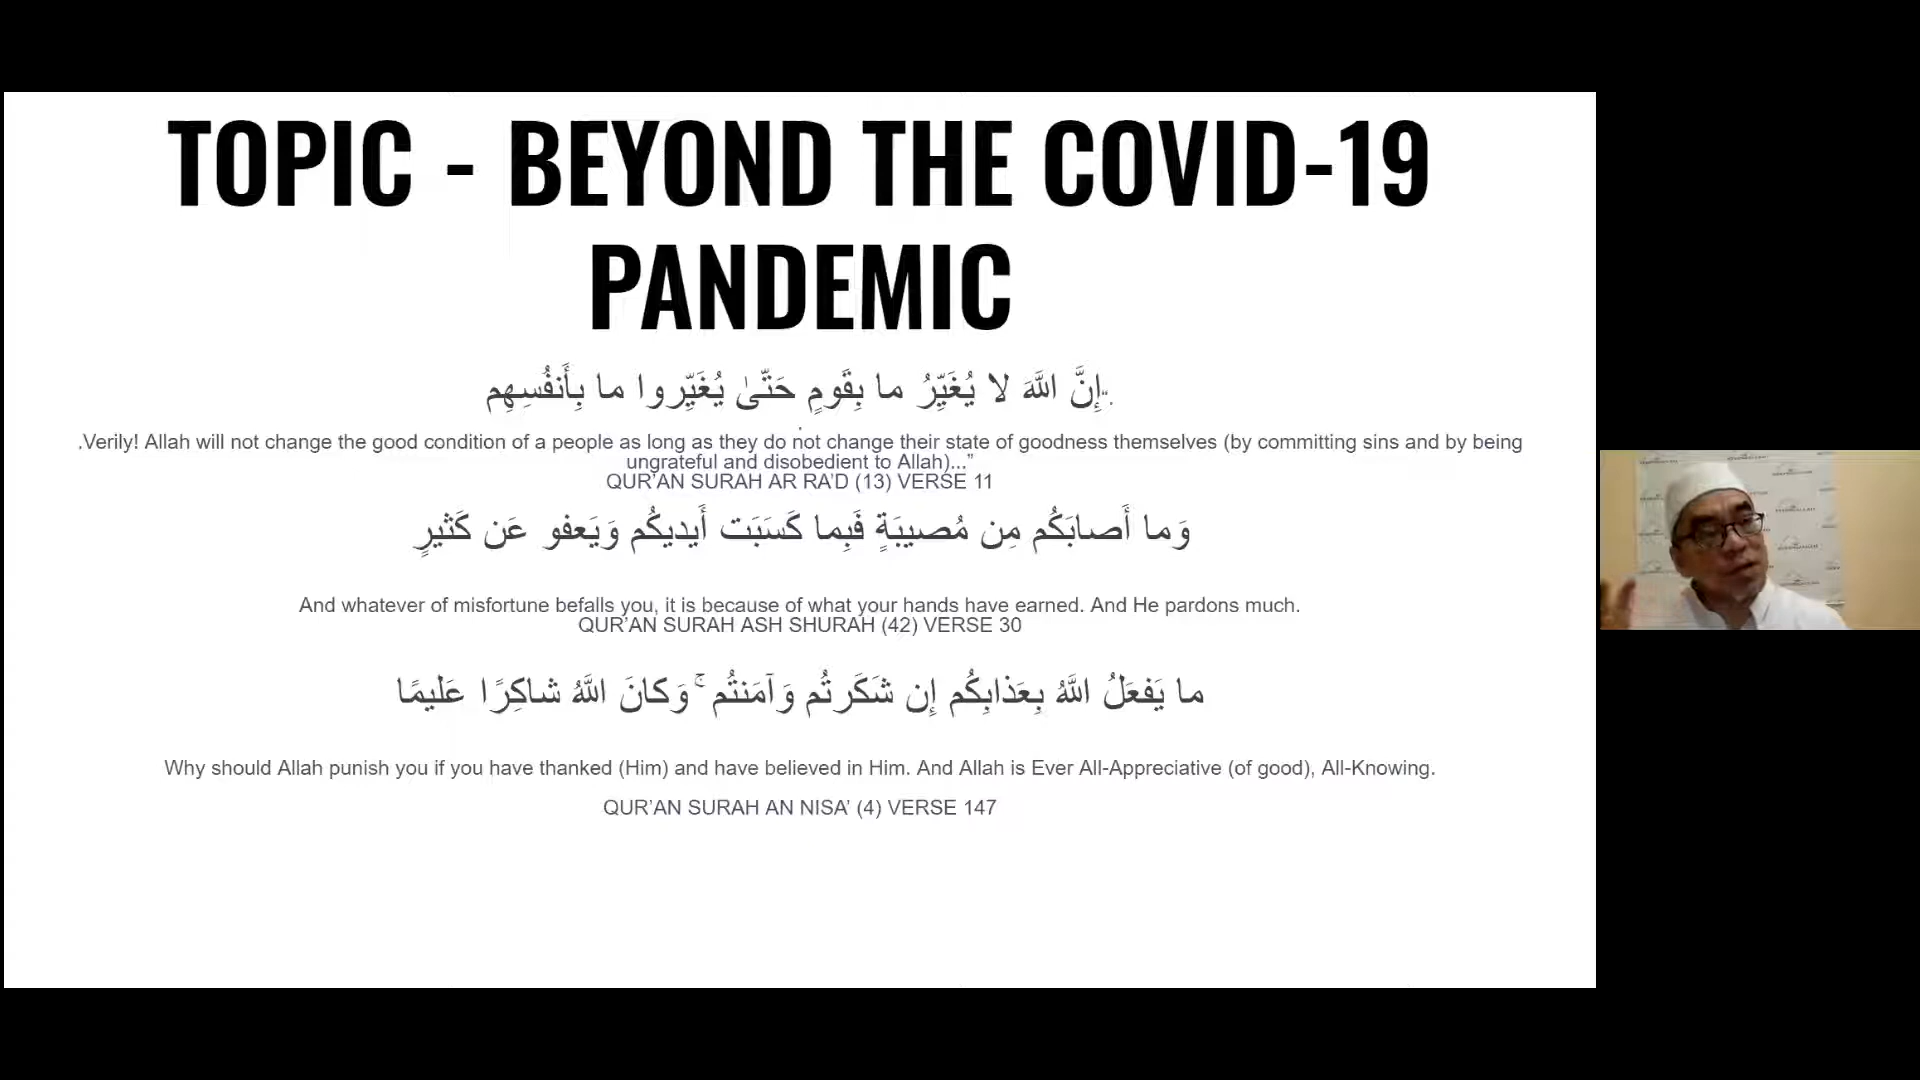 TOPIC - BEYOND THE COVID-19
PANDEMIC
إِنَّ اللَّهَ لا يُغَيِّرُ ما بِقَومٍ حَتّىٰ يُغَيِّروا ما بِأَنفُسِهِم
.Verily! Allah will not change the good condition of a people as long as they do not change their state of goodness themselves (by committing sins and by being
ungrateful and disobedient to Allah)...”
QUR’AN SURAH AR RA’D (13) VERSE 11
وَما أَصابَكُم مِن مُصيبَةٍ فَبِما كَسَبَت أَيديكُم وَيَعفو عَن كَثيرٍ
And whatever of misfortune befalls you, it is because of what your hands have earned. And He pardons much.
QUR’AN SURAH ASH SHURAH (42) VERSE 30
ما يَفعَلُ اللَّهُ بِعَذابِكُم إِن شَكَرتُم وَآمَنتُم ۚ وَكانَ اللَّهُ شاكِرًا عَليمًا
Why should Allah punish you if you have thanked (Him) and have believed in Him. And Allah is Ever All-Appreciative (of good), All-Knowing.
QUR’AN SURAH AN NISA’ (4) VERSE 147